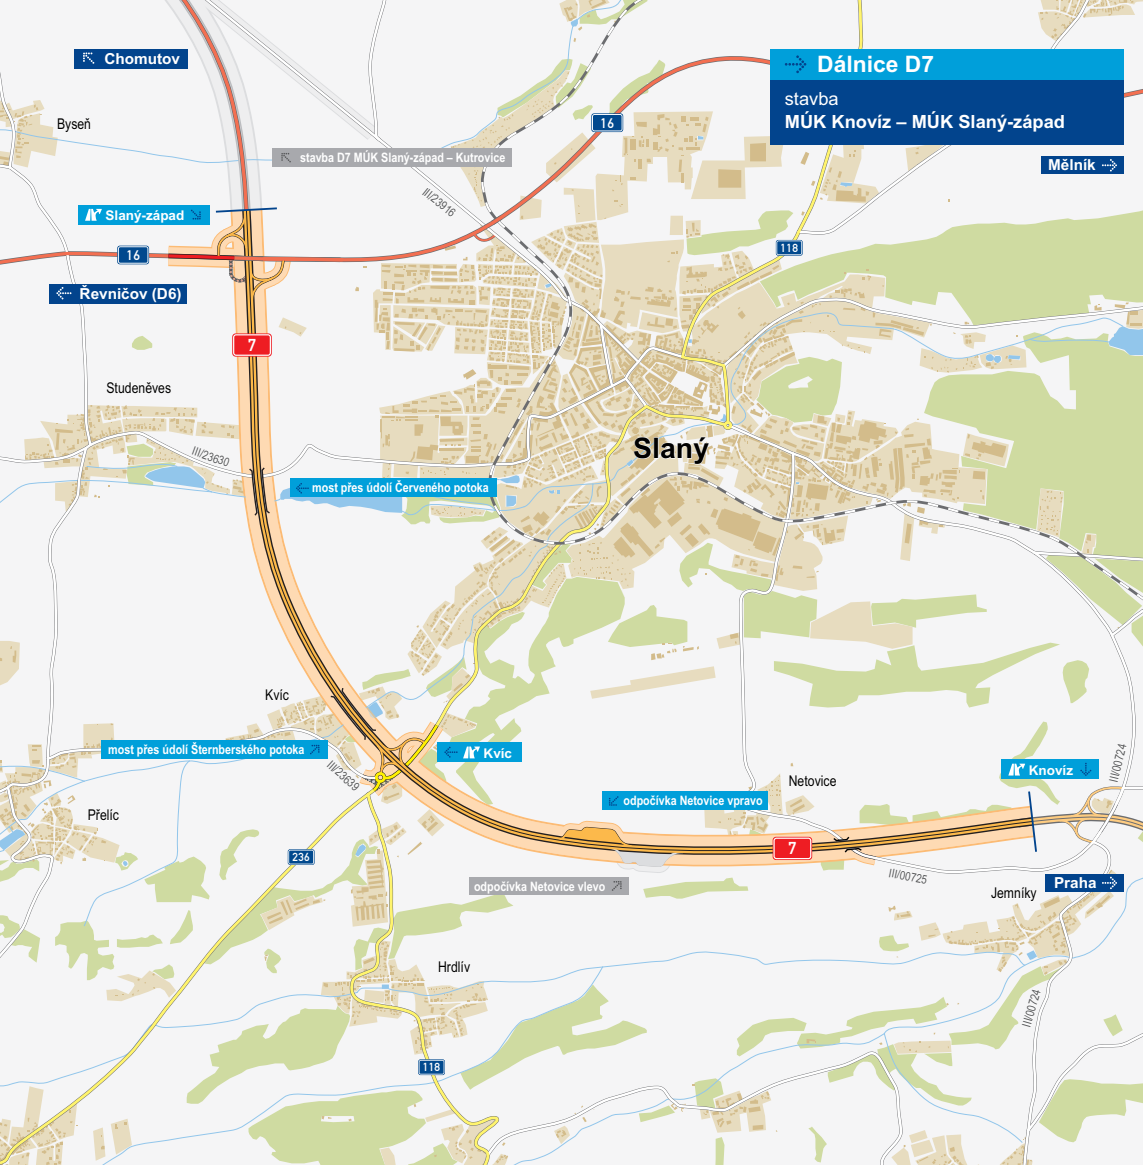 Chomutov
Dálnice D7
stavba
MÚK Knovíz – MÚK Slaný-západ
Byseň
16
stavba D7 MÚK Slaný-západ – Kutrovice
Mělník
III/23916
Slaný-západ
118
16
Řevničov (D6)
7
Studeněves
III/23630
Slaný
most přes údolí Červeného potoka
Kvíc
most přes údolí Šternberského potoka
Kvíc
III/23639
Netovice
Knovíz
III/00724
odpočívka Netovice vpravo
Přelíc
236
7
odpočívka Netovice vlevo
III/00725
Praha
Jemníky
Hrdlív
III/00724
118